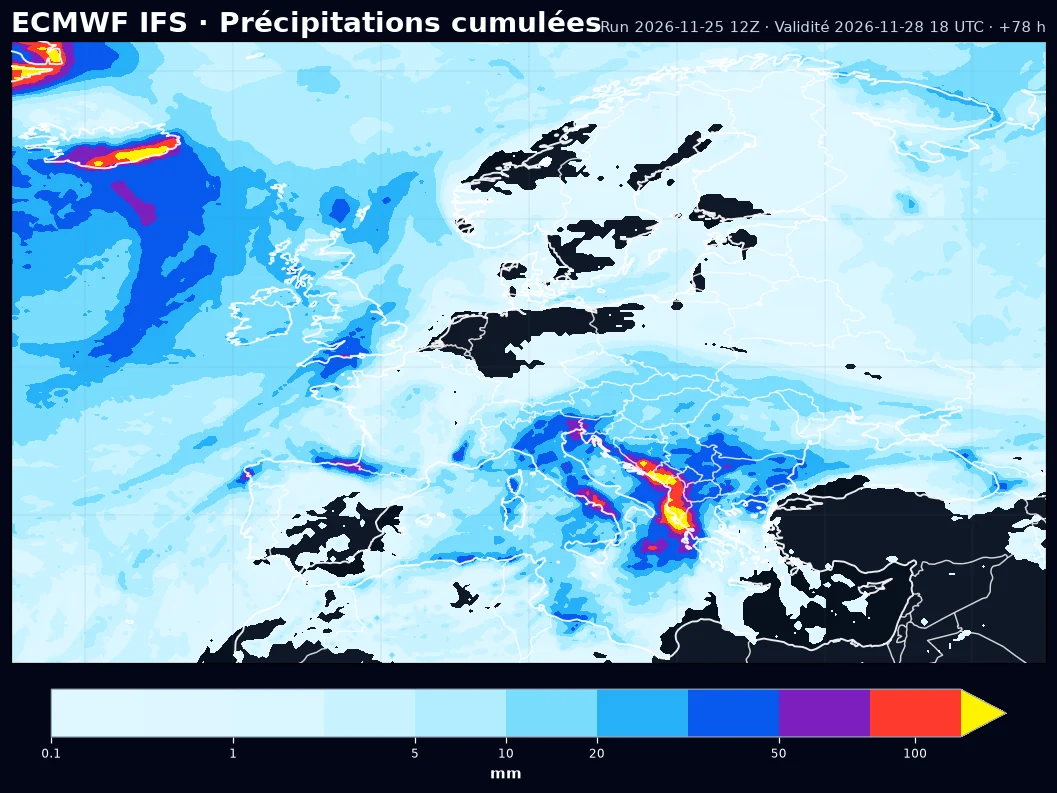 ECMWF IFS · Précipitations cumulées
Run 2026-11-25 12Z · Validité 2026-11-28 18 UTC · +78 h
0.1 1 5 10 20 50 100
mm